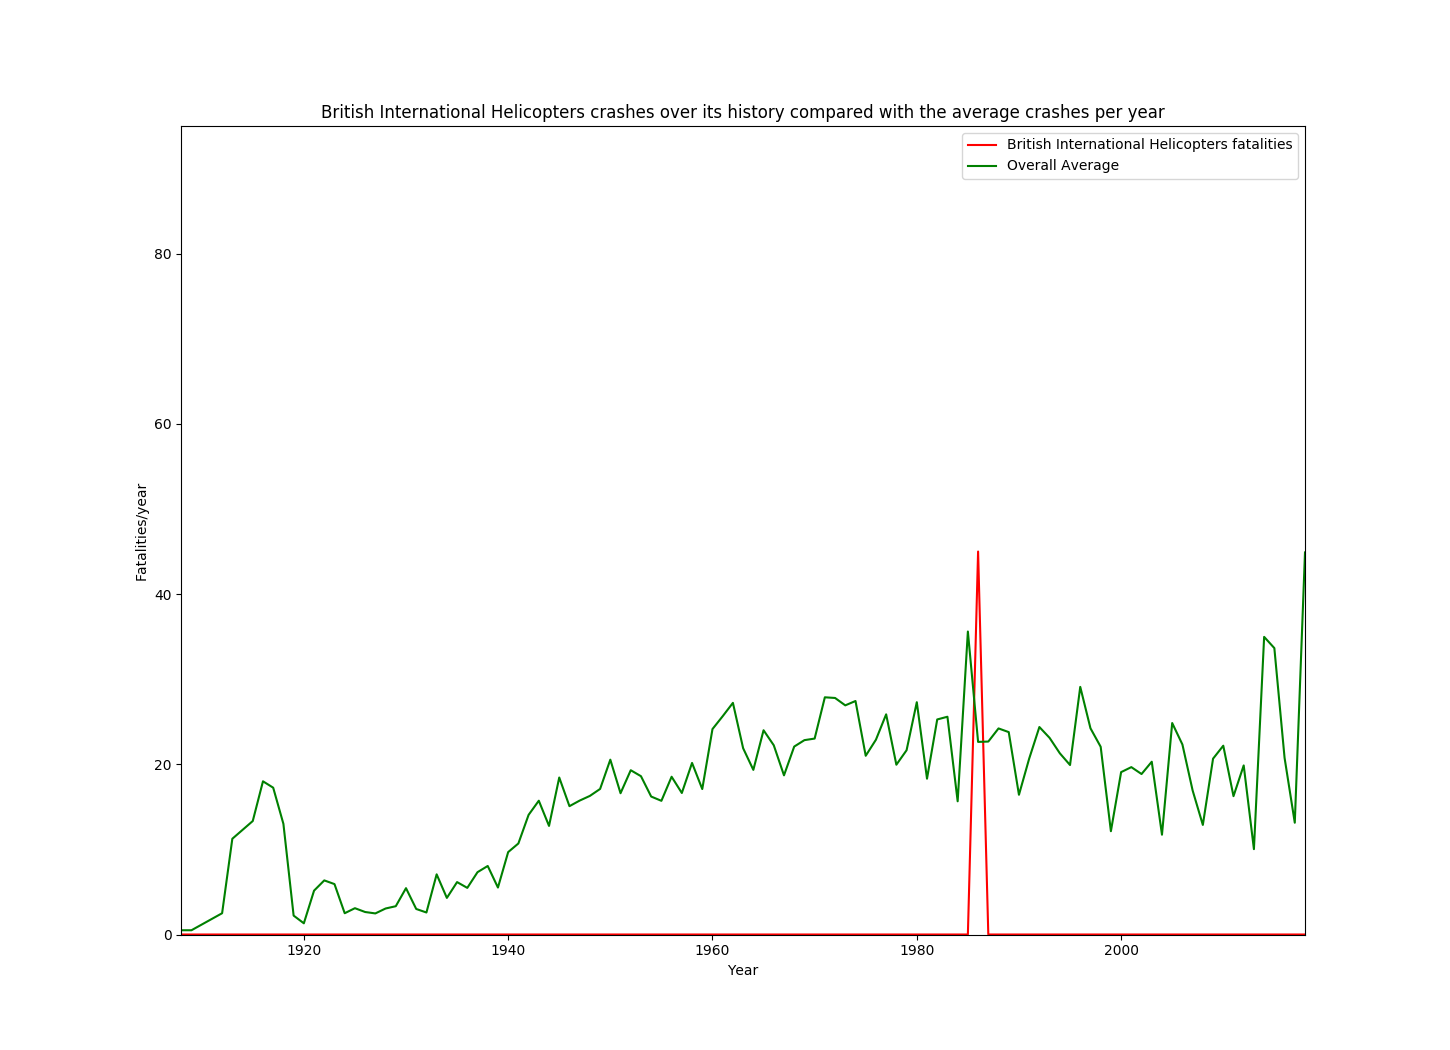 British International Helicopters crashes over its history compared with the average crashes per year
British International Helicopters fatalities
Overall Average
80
60
40
20
0
Fatalities/year
1920 1940 1960 1980 2000
Year